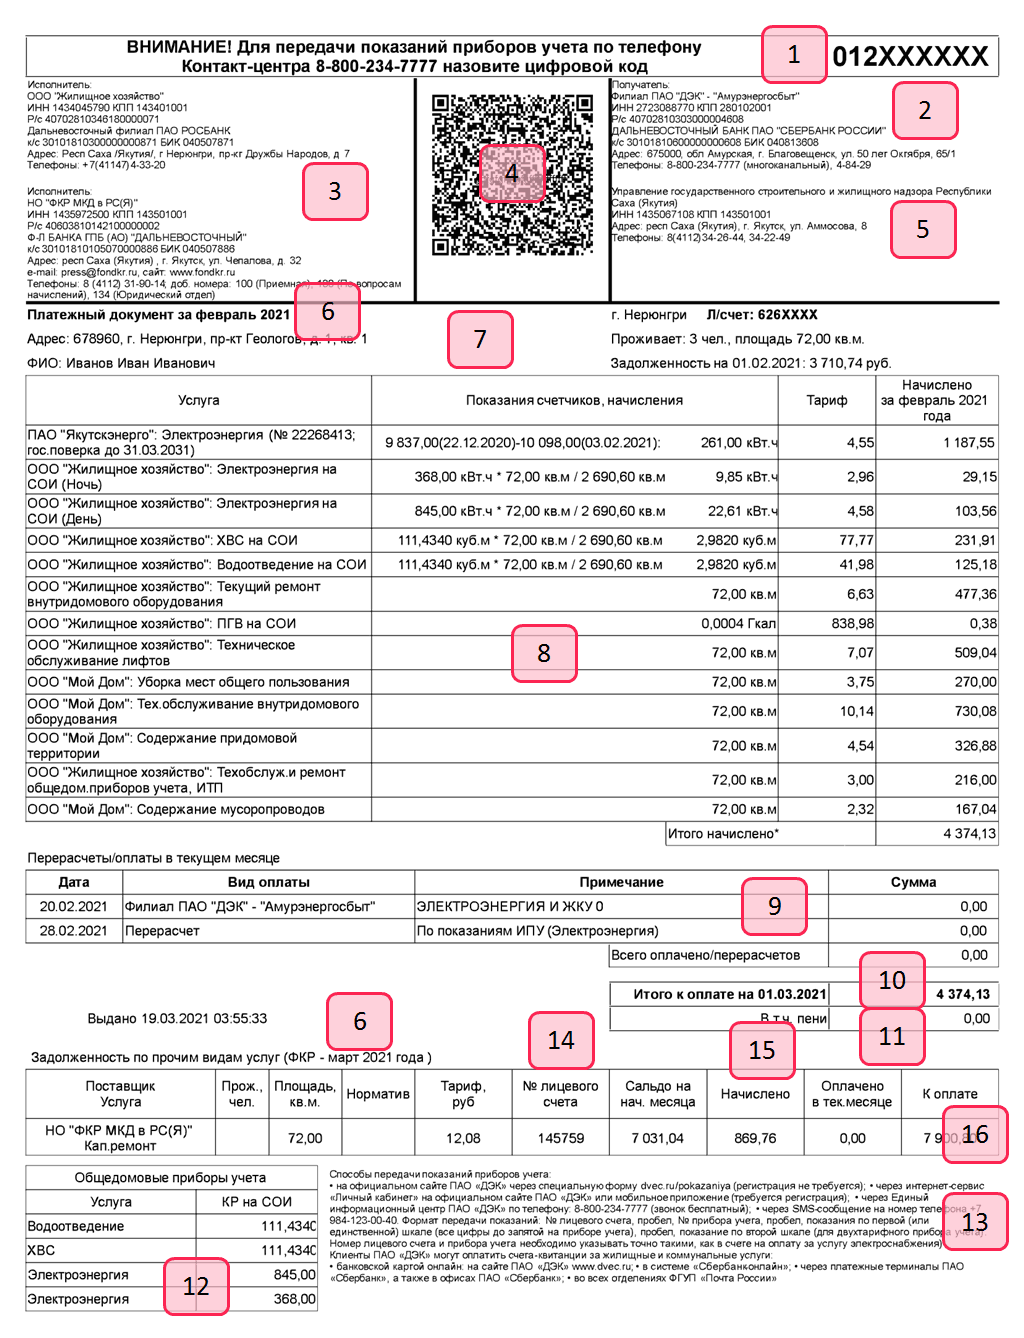 ВНИМАНИЕ! Для передачи показаний приборов учета по телефону
Контакт-центра 8-800-234-7777 назовите цифровой код
1
012XXXXXX
Исполнитель:
ООО "Жилищное хозяйство"
ИНН 1434045790 КПП 143401001
Р/с 40702810346180000071
Дальневосточный филиал ПАО РОСБАНК
к/с 30101810300000000871 БИК 040507871
Адрес: Респ Саха /Якутия/, г Нерюнгри, пр-кг Дружбы Народов, д 7
Телефоны: +7(41147)4-33-20
3
Исполнитель:
НО "ФКР МКД в РС(Я)"
ИНН 1435972500 КПП 143501001
Р/с 40603810142100000002
Ф-Л БАНКА ГПБ (АО) "ДАЛЬНЕВОСТОЧНЫЙ"
к/с 30101810105070000886 БИК 040507886
Адрес: респ Саха (Якутия) , г. Якутск, ул. Чепалова, д. 32
e-mail: press@fondkr.ru, сайт: www.fondkr.ru
Телефоны: 8 (4112) 31-90-14; доб. номера: 100 (Приемная), (По вопросам
начислений), 134 (Юридический отдел)
4
Получатель:
Филиал ПАО "ДЭК" - "Амурэнергосбыт"
2
ИНН 2723088770 КПП 280102001
Р/с 40702810303000004608
ДАЛЬНЕВОСТОЧНЫЙ БАНК ПАО "СБЕРБАНК РОССИИ"
к/с 30101810600000000608 БИК 040813608
Адрес: 675000, обл Амурская, г. Благовещенск, ул. 50 лет Октября, 65/1
Телефоны: 8-800-234-7777 (многоканальный), 4-84-29
Управление государственного строительного и жилищного надзора Республики
Саха (Якутия)
ИНН 1435067108 КПП 143501001
Адрес: респ Саха (Якутия), г. Якутск, ул. Аммосова, 8
Телефоны: 8(4112)34-26-44, 34-22-49
5
Платежный документ за февраль 2021
6
г. Нерюнгри Л/счет: 626XXXX
Адрес: 678960, г. Нерюнгри, пр-кт Геологов, д. 1, кв. 1
7
Проживает: 3 чел., площадь 72,00 кв.м.
ФИО: Иванов Иван Иванович
Задолженность на 01.02.2021: 3 710,74 руб.
Услуга Показания счетчиков, начисления Тариф Начислено
за февраль 2021
года
ПАО "Якутскэнерго": Электроэнергия (№ 22268413;
гос.поверка до 31.03.2031) 9 837,00(22.12.2020)-10 098,00(03.02.2021): 261,00 кВт.ч 4,55 1 187,55
ООО "Жилищное хозяйство": Электроэнергия на
СОИ (Ночь) 368,00 кВт.ч * 72,00 кв.м / 2 690,60 кв.м 9,85 кВт.ч 2,96 29,15
ООО "Жилищное хозяйство": Электроэнергия на
СОИ (День) 845,00 кВт.ч * 72,00 кв.м / 2 690,60 кв.м 22,61 кВт.ч 4,58 103,56
ООО "Жилищное хозяйство": ХВС на СОИ 111,4340 куб.м * 72,00 кв.м / 2 690,60 кв.м 2,9820 куб.м 77,77 231,91
ООО "Жилищное хозяйство": Водоотведение на СОИ 111,4340 куб.м * 72,00 кв.м / 2 690,60 кв.м 2,9820 куб.м 41,98 125,18
ООО "Жилищное хозяйство": Текущий ремонт
внутридомового оборудования 72,00 кв.м 6,63 477,36
ООО "Жилищное хозяйство": ПГВ на СОИ 0,0004 Гкал 838,98 0,38
ООО "Жилищное хозяйство": Техническое
обслуживание лифтов 8 72,00 кв.м 7,07 509,04
ООО "Мой Дом": Уборка мест общего пользования 72,00 кв.м 3,75 270,00
ООО "Мой Дом": Тех.обслуживание внутридомового
оборудования 72,00 кв.м 10,14 730,08
ООО "Мой Дом": Содержание придомовой
территории 72,00 кв.м 4,54 326,88
ООО "Жилищное хозяйство": Техобслуж.и ремонт
общедом.приборов учета, ИТП 72,00 кв.м 3,00 216,00
ООО "Мой Дом": Содержание мусоропроводов 72,00 кв.м 2,32 167,04
Итого начислено* 4 374,13
Перерасчеты/оплаты в текущем месяце
Дата Вид оплаты Примечание Сумма
20.02.2021 Филиал ПАО "ДЭК" - "Амурэнергосбыт" ЭЛЕКТРОЭНЕРГИЯ И ЖКУ 0 9 0,00
28.02.2021 Перерасчет По показаниям ИПУ (Электроэнергия) 0,00
Всего оплачено/перерасчетов 0,00
Итого к оплате на 01.03.2021 10 4 374,13
Выдано 19.03.2021 03:55:33 6
В т.ч. пени 11 0,00
14
15
Задолженность по прочим видам услуг (ФКР - март 2021 года )
Поставщик
Услуга Прож.,
чел. Площадь,
кв.м. Норматив Тариф,
руб № лицевого
счета Сальдо на
нач. месяца Начислено Оплачено
в тек.месяце К оплате
НО "ФКР МКД в РС(Я)"
Кап.ремонт 72,00 12,08 145759 7 031,04 869,76 0,00 7 900,80
16
Общедомовые приборы учета
Услуга КР на СОИ
Водоотведение 111,4340
ХВС 111,4340
Электроэнергия 845,00
Электроэнергия 368,00
12
Способы передачи показаний приборов учета:
• на официальном сайте ПАО «ДЭК» через специальную форму dvec.ru/pokazaniya (регистрация не требуется); • через интернет-сервис
«Личный кабинет» на официальном сайте ПАО «ДЭК» или мобильное приложение (требуется регистрация); • через Единый
информационный центр ПАО «ДЭК» по телефону: 8-800-234-7777 (звонок бесплатный); • через SMS-сообщение на номер телефона +7
984-123-00-40. Формат передачи показаний: № лицевого счета, пробел, № прибора учета, пробел, показания по первой (или
единственной) шкале (все цифры до запятой на приборе учета), пробел, показание по второй шкале (для двухтарифного прибора учета).
Номер лицевого счета и прибора учета необходимо указывать точно такими, как в счете на оплату за услугу электроснабжения)
Клиенты ПАО «ДЭК» могут оплатить счета-квитанции за жилищные и коммунальные услуги:
• банковской картой онлайн: на сайте ПАО «ДЭК» www.dvec.ru; • в системе «Сбербанконлайн»; • через платежные терминалы ПАО
«Сбербанк», а также в офисах ПАО «Сбербанк»; • во всех отделениях ФГУП «Почта России»
13